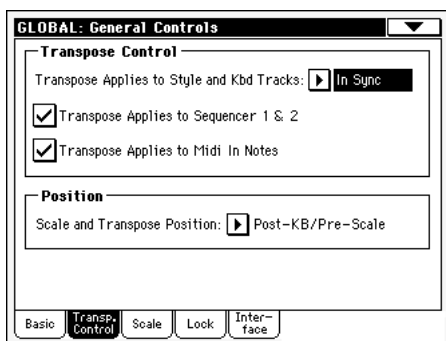 GLOBAL: General Controls
Transpose Control
Transpose Applies to Style and Kbd Tracks: In Sync
Transpose Applies to Sequencer 1 & 2
Transpose Applies to Midi In Notes
Position
Scale and Transpose Position: Post-KB/Pre-Scale
Basic Transp. Control Scale Lock Inter-face